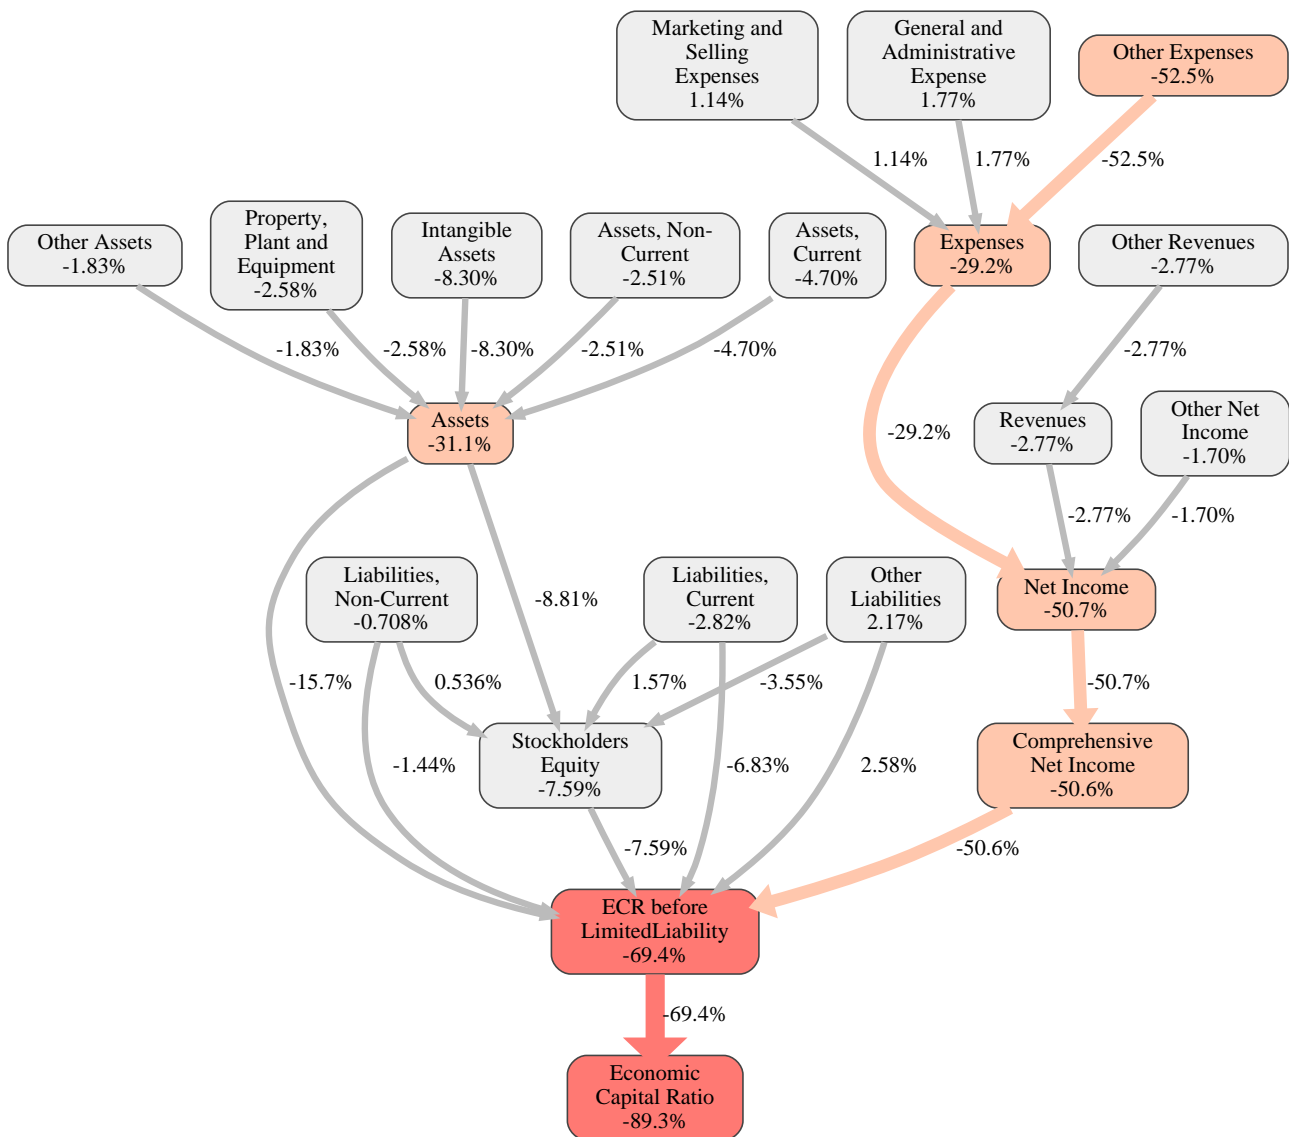 Marketing and
Selling
Expenses
1.14%
General and
Administrative
Expense
1.77%
Other Expenses
-52.5%
1.14%
1.77%
-52.5%
Other Assets
-1.83%
Property,
Plant and
Equipment
-2.58%
Intangible
Assets
-8.30%
Assets, Non-
Current
-2.51%
Assets,
Current
-4.70%
Expenses
-29.2%
Other Revenues
-2.77%
-1.83%
-2.58%
-8.30%
-2.51%
-4.70%
-2.77%
Assets
-31.1%
-29.2%
Revenues
-2.77%
Other Net
Income
-1.70%
-2.77%
-1.70%
Liabilities,
Non-Current
-0.708%
-8.81%
Liabilities,
Current
-2.82%
Other
Liabilities
2.17%
Net Income
-50.7%
-15.7%
0.536%
1.57%
-3.55%
-50.7%
Stockholders
Equity
-7.59%
-1.44%
-6.83%
2.58%
Comprehensive
Net Income
-50.6%
-7.59%
-50.6%
ECR before
LimitedLiability
-69.4%
-69.4%
Economic
Capital Ratio
-89.3%